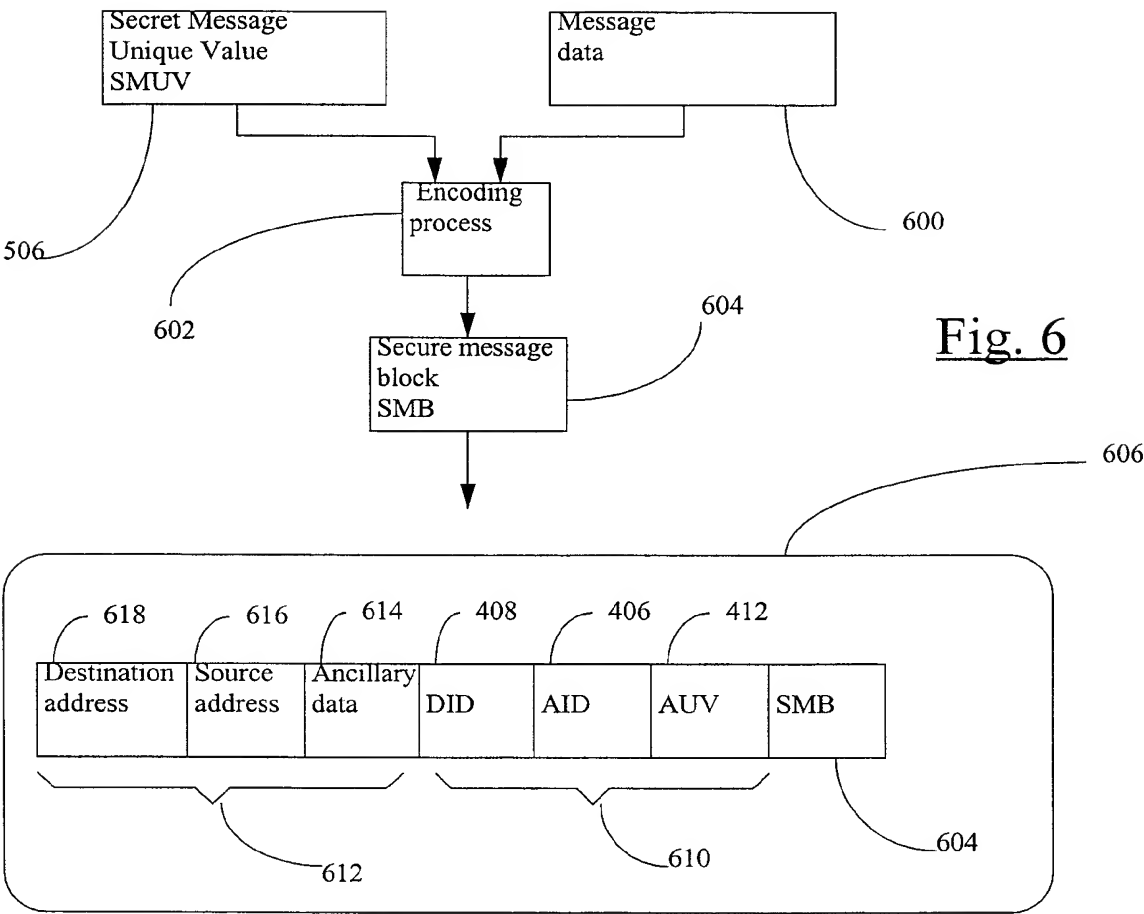 Secret Message
Unique Value
SMUV
Message
data
Encoding
process
506
600
602
604
Secure message
block
SMB
Fig. 6
606
618
616
614
408
406
412
Destination
address
Source
address
Ancillary
data
DID
AID
AUV
SMB
612
610
604